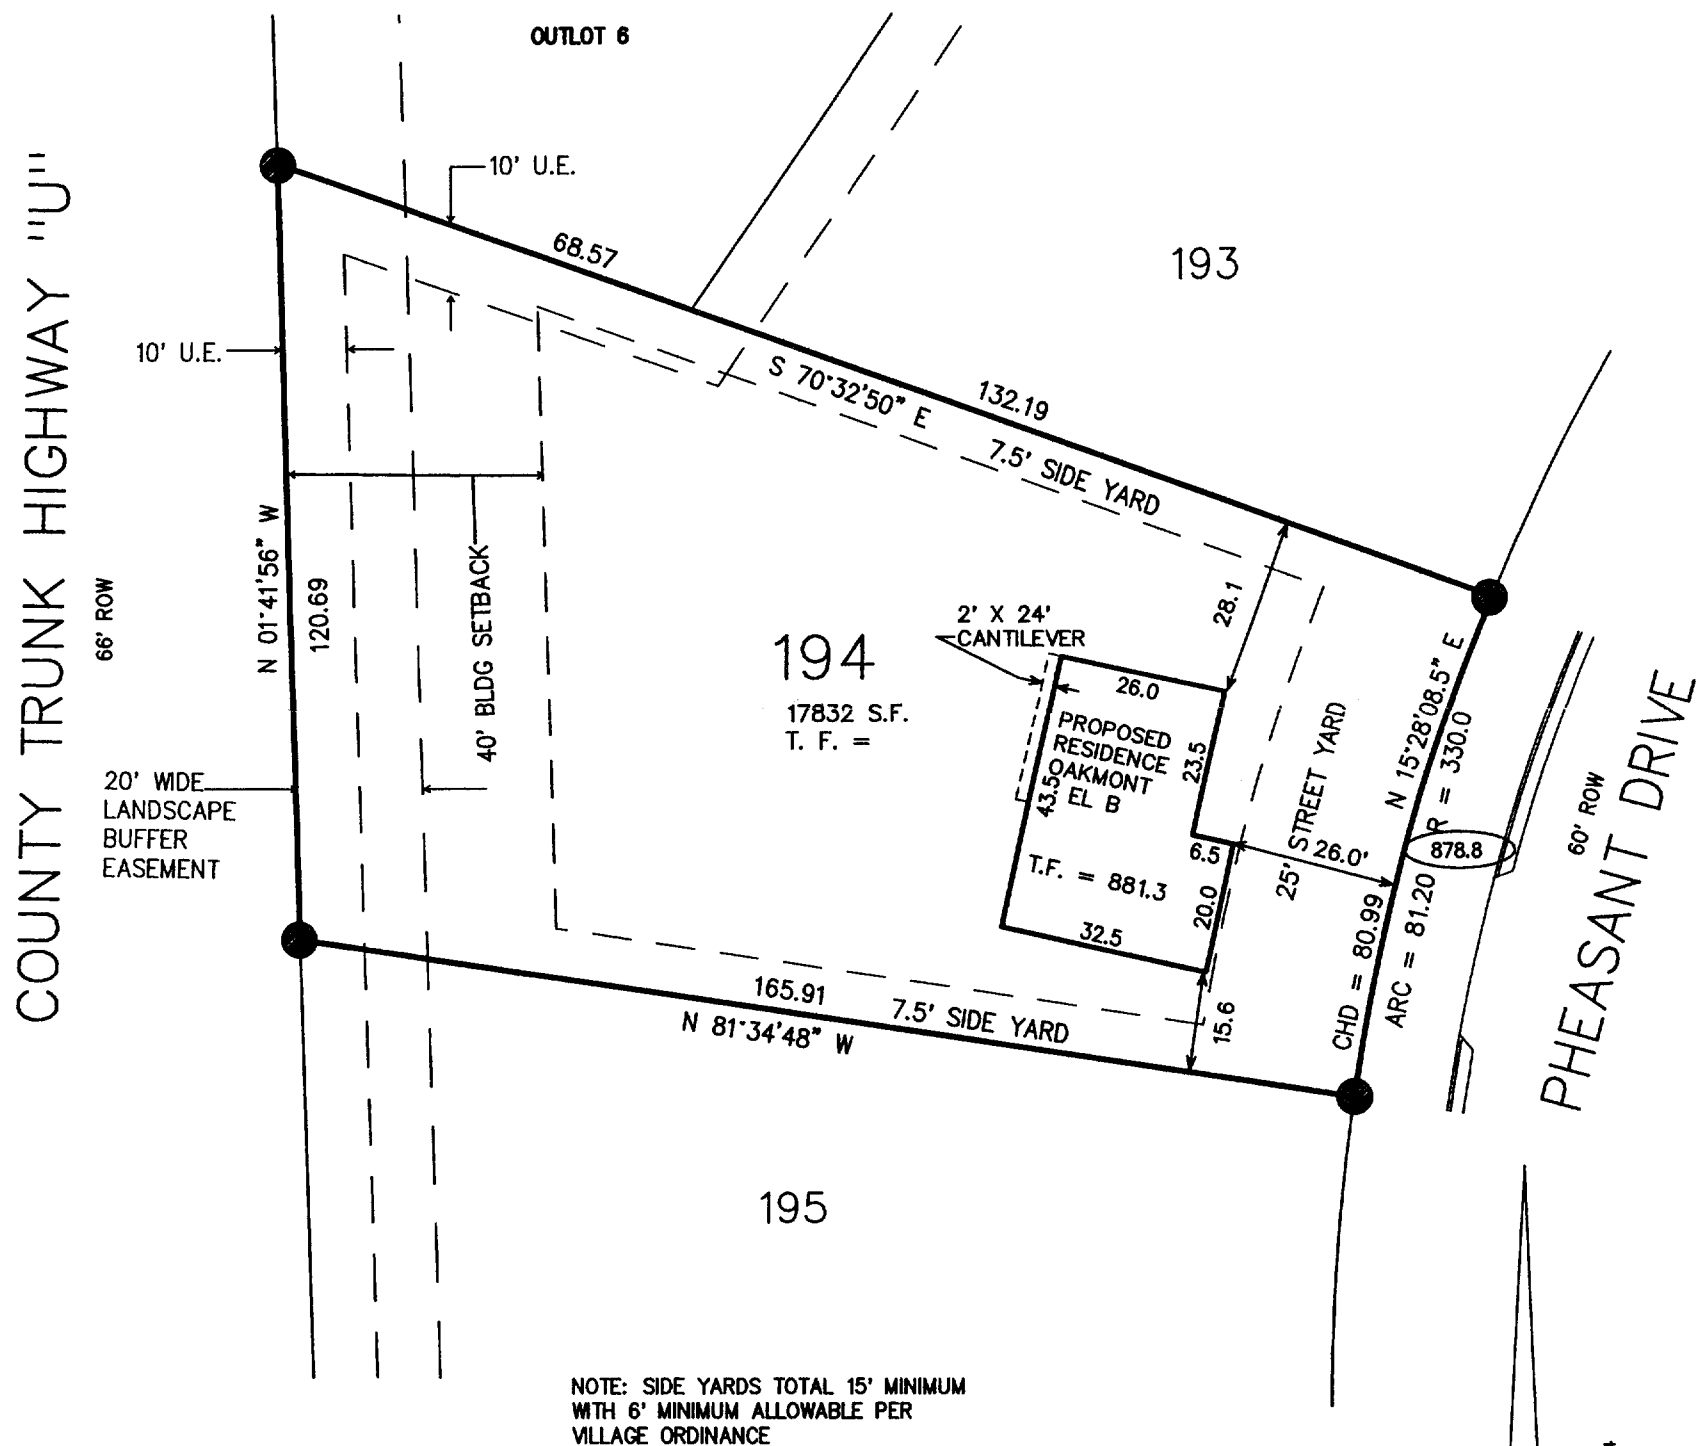 OUTLOT 6
10' U.E.
68.57
193
COUNTY TRUNK HIGHWAY "U"
66' ROW
10' U.E.
S 70°32'50" E
132.19
7.5' SIDE YARD
N 01°41'56" W
120.69
40' BLDG SETBACK
28.1
2' X 24'
CANTILEVER
194
17832 S.F.
T. F. =
26.0
PROPOSED
RESIDENCE
OAKMONT
EL B
43.5
23.5
6.5
T.F. = 881.3
20.0
32.5
25' STREET YARD
26.0'
N 15°28'08.5" E
R = 330.0
878.8
CHD = 80.99
ARC = 81.20
60' ROW
PHEASANT DRIVE
20' WIDE
LANDSCAPE
BUFFER
EASEMENT
165.91
7.5' SIDE YARD
N 81°34'48" W
15.6
195
NOTE: SIDE YARDS TOTAL 15' MINIMUM
WITH 6' MINIMUM ALLOWABLE PER
VILLAGE ORDINANCE